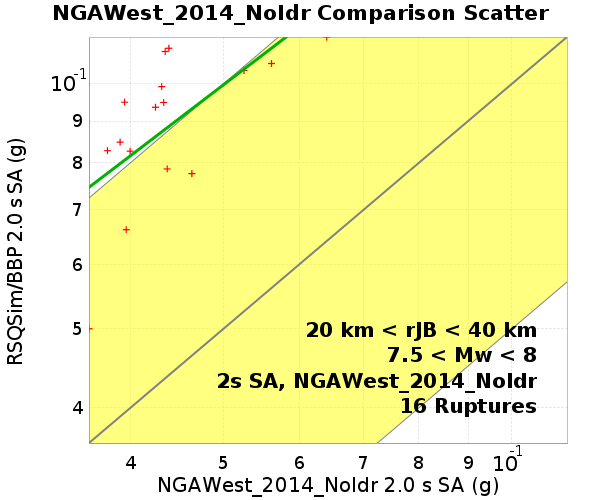 NGAWest_2014_NoIdr Comparison Scatter
RSQSim/BBP 2.0 s SA (g)
10-1
9
8
7
6
5
4
20 km < rJB < 40 km
7.5 < Mw < 8
2s SA, NGAWest_2014_NoIdr
16 Ruptures
4 5 6 7 8 9 10-1
NGAWest_2014_NoIdr 2.0 s SA (g)